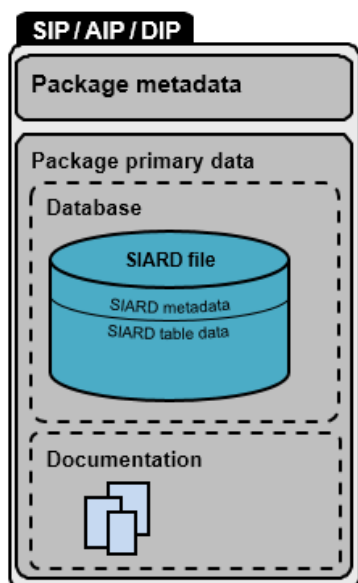 SIP / AIP / DIP
Package metadata
Package primary data
Database
SIARD file
SIARD metadata
SIARD table data
Documentation